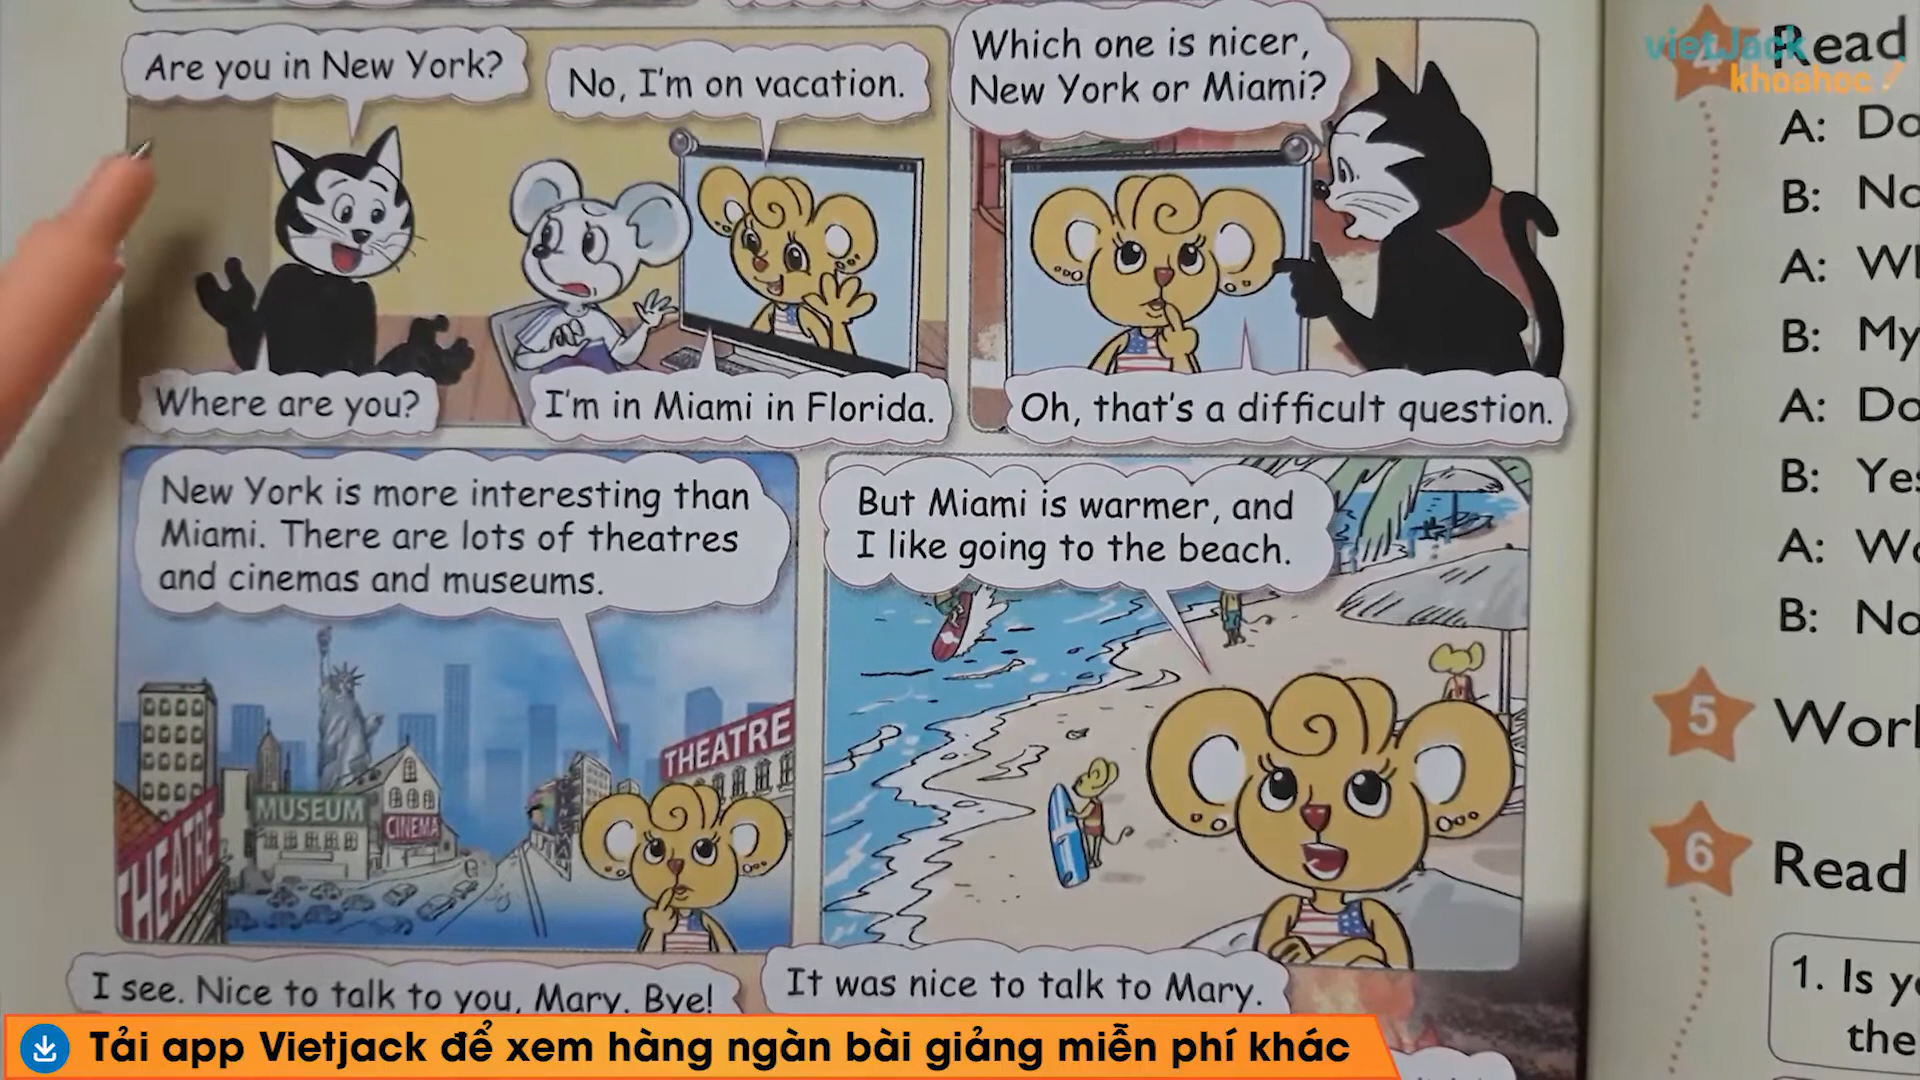 Are you in New York?
No, I'm on vacation.
Where are you?
I'm in Miami in Florida.
Which one is nicer,
New York or Miami?
Oh, that's a difficult question.
New York is more interesting than
Miami. There are lots of theatres
and cinemas and museums.
THEATRE
MUSEUM
CINEMA
THEATRE
But Miami is warmer, and
I like going to the beach.
I see. Nice to talk to you, Mary. Bye!
It was nice to talk to Mary.
vietJack
khoahoc
4 Read
A: Do
B: No
A: Wh
B: My
A: Do
B: Yes
A: Wo
B: No
5 Worl
6 Read
1. Is yo
the
Tải app Vietjack để xem hàng ngàn bài giảng miễn phí khác